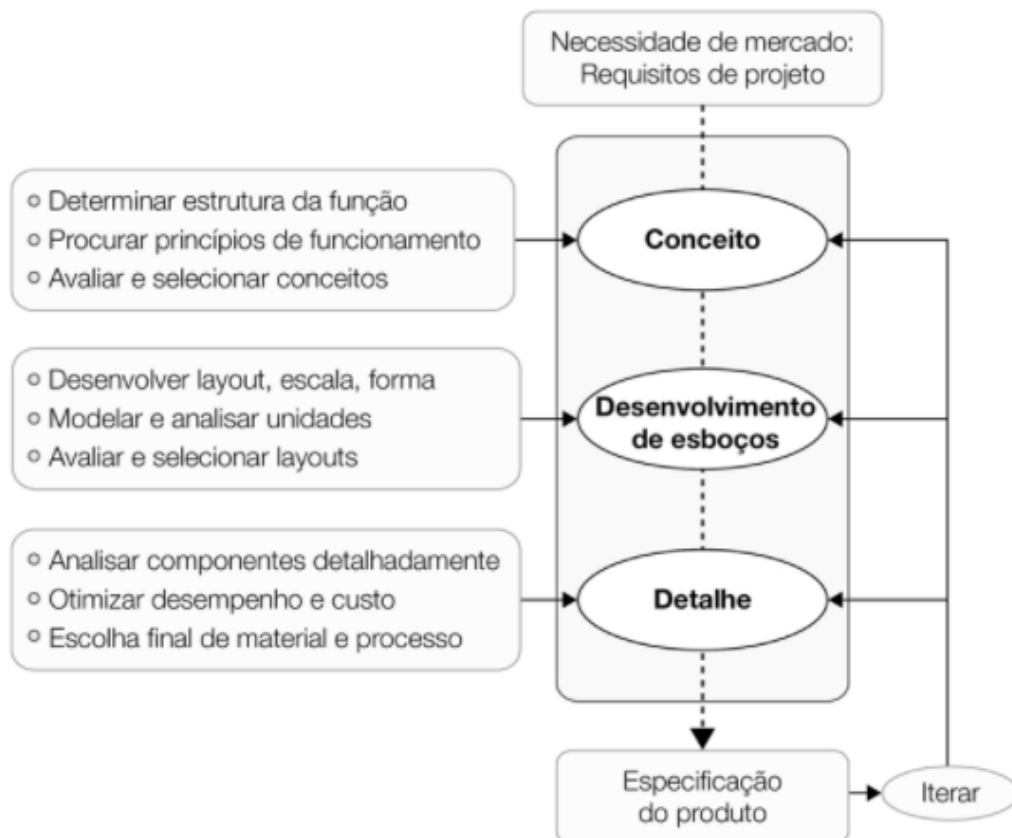 Necessidade de mercado:
Requisitos de projeto
Determinar estrutura da função
Procurar princípios de funcionamento
Avaliar e selecionar conceitos
Conceito
Desenvolver layout, escala, forma
Modelar e analisar unidades
Avaliar e selecionar layouts
Desenvolvimento
de esboços
Analisar componentes detalhadamente
Otimizar desempenho e custo
Escolha final de material e processo
Detalhe
Especificação
do produto
Iterar